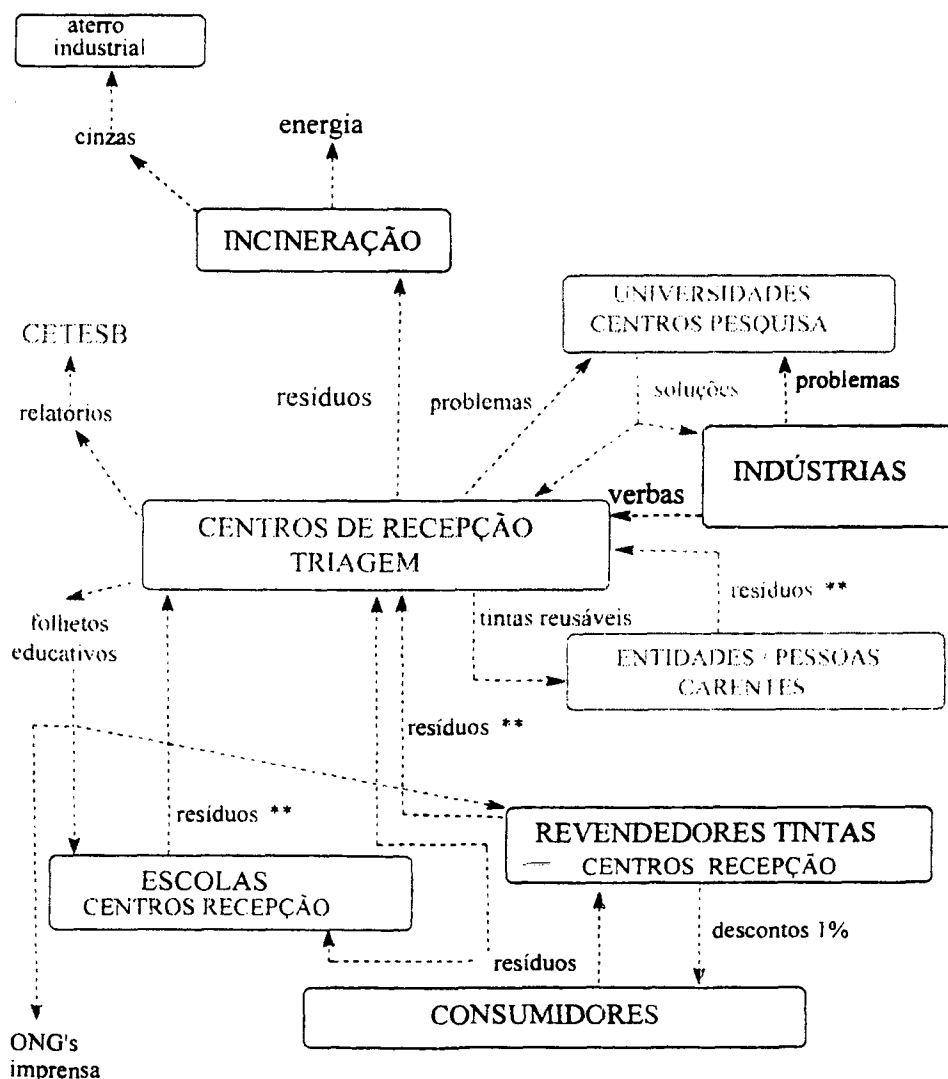 aterro
industrial
cinzas
energia
INCINERAÇÃO
UNIVERSIDADES
CENTROS PESQUISA
CETESB
resíduos
problemas
soluções
problemas
relatórios
INDÚSTRIAS
verbas
CENTROS DE RECEPÇÃO
TRIAGEM
resíduos **
folhetos
educativos
tintas reusáveis
ENTIDADES / PESSOAS
CARENTES
resíduos **
resíduos **
REVENDEDORES TINTAS
CENTROS RECEPÇÃO
ESCOLAS
CENTROS RECEPÇÃO
descontos 1%
resíduos
CONSUMIDORES
ONG's
imprensa